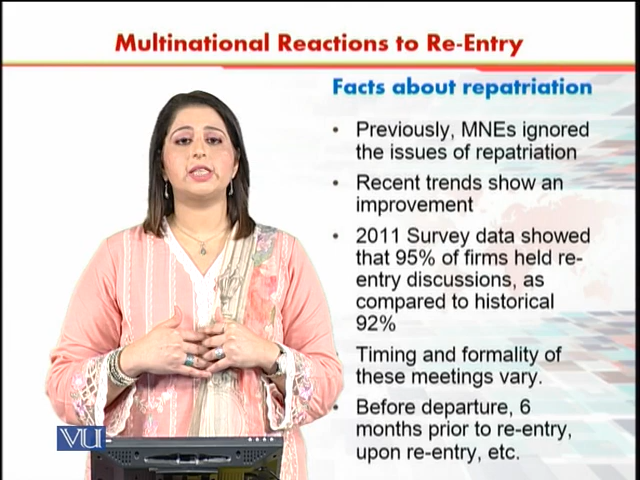 Multinational Reactions to Re-Entry
Facts about repatriation
• Previously, MNEs ignored
the issues of repatriation
• Recent trends show an
improvement
• 2011 Survey data showed
that 95% of firms held re-
entry discussions, as
compared to historical
92%
• Timing and formality of
these meetings vary.
• Before departure, 6
months prior to re-entry,
upon re-entry, etc.
VU